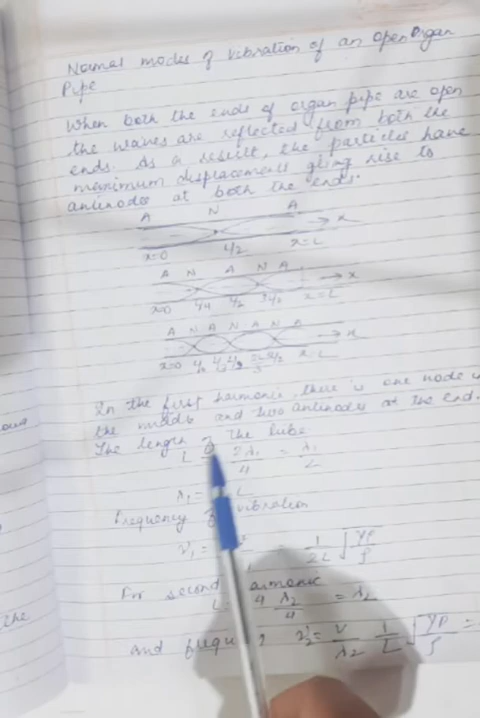 Normal modes of vibration of an open Organ
Pipe
When both the ends of organ pipe are open
the waves are reflected from both the
ends. As a result, the particles have
maximum displacements giving rise to
antinodes at both the ends.
A N A
x
x=0 L/2 x=L
A N A N A
x
x=0 L/4 L/2 x=L
A N A N A N A
x
x=0 x L
In the first harmonic, there is one node in
the middle and two antinodes at the end.
The length of the tube
L 2λ₁/4 = λ₁/2
λ₁ = L
Frequency of vibration
ν₁ = 1/2L √γP/ρ
For second harmonic
L = 4 λ₂/4 = λ₂
and ν₂ = V/λ₂ 1/L √γP/ρ =
the